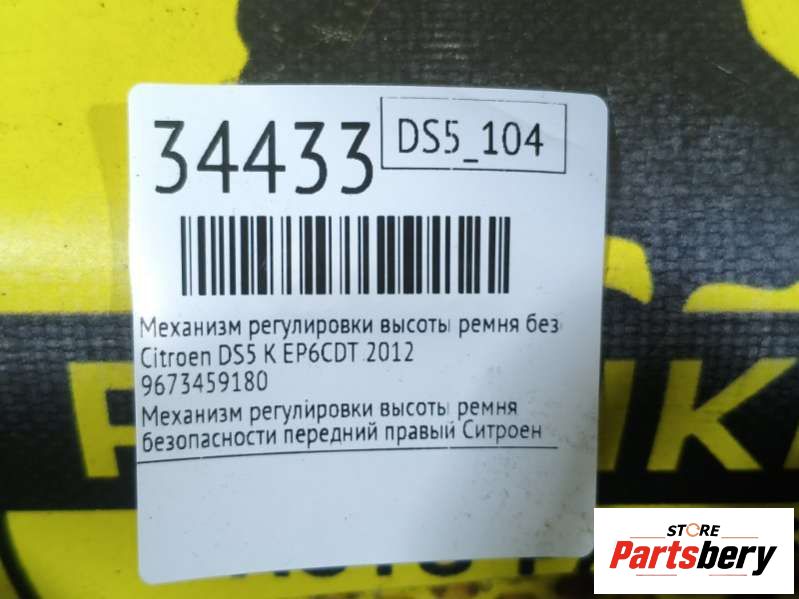 34433
DS5_104
Механизм регулировки высоты ремня без
Citroen DS5 K EP6CDT 2012
9673459180
Механизм регулировки высоты ремня
безопасности передний правый Ситроен
STORE
Partsbery